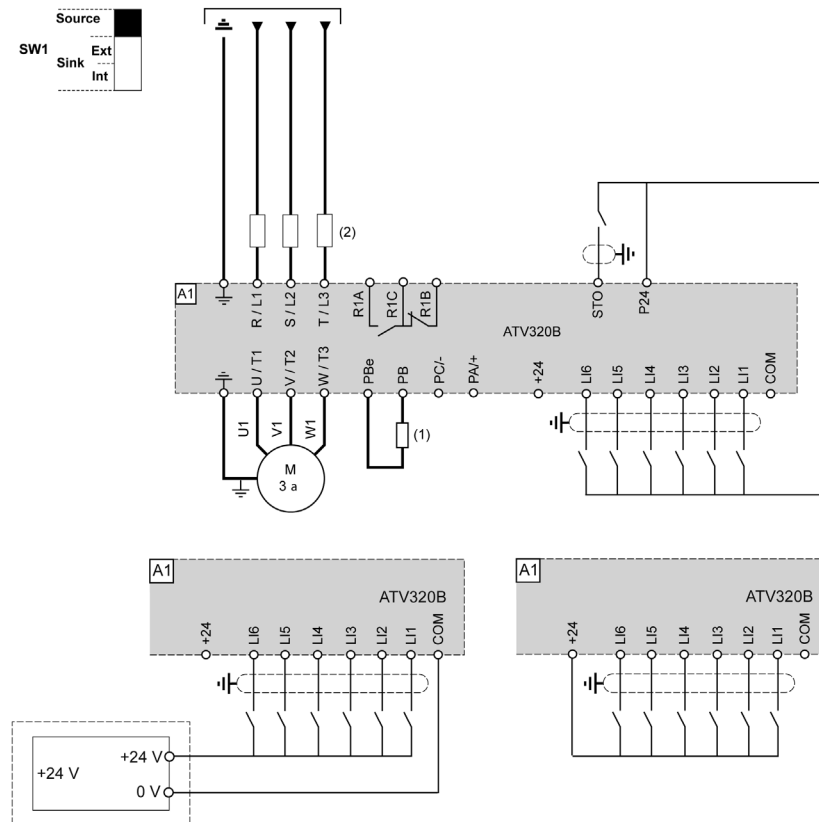 Source
SW1
Ext
Sink
Int
(2)
A1
R / L1
S / L2
T / L3
R1A
R1C
R1B
STO
P24
ATV320B
U / T1
V / T2
W / T3
PBe
PB
PC/-
PA/+
+24
LI6
LI5
LI4
LI3
LI2
LI1
COM
U1
V1
W1
(1)
M
3 a
A1
ATV320B
+24
LI6
LI5
LI4
LI3
LI2
LI1
COM
+24 V
+24 V
0 V
A1
ATV320B
+24
LI6
LI5
LI4
LI3
LI2
LI1
COM